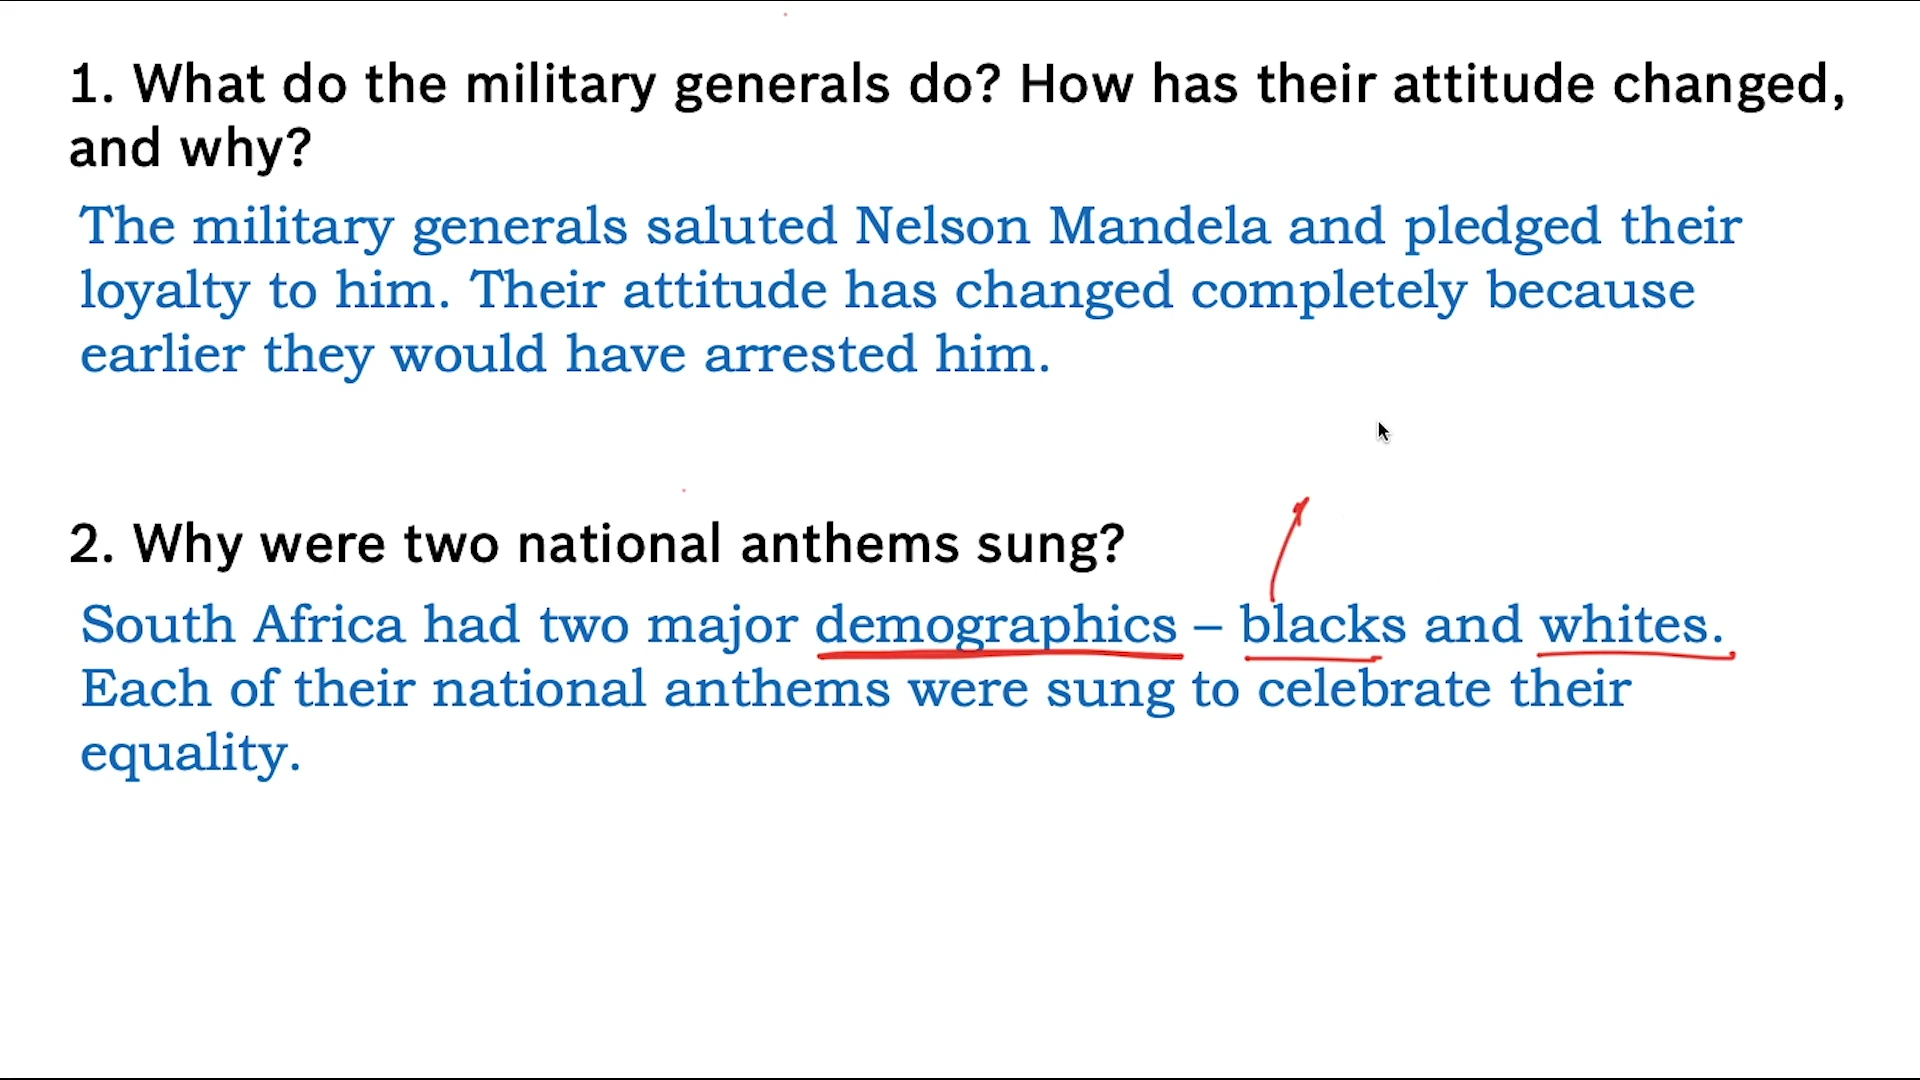 1. What do the military generals do? How has their attitude changed,
and why?
The military generals saluted Nelson Mandela and pledged their
loyalty to him. Their attitude has changed completely because
earlier they would have arrested him.
2. Why were two national anthems sung?
South Africa had two major demographics – blacks and whites.
Each of their national anthems were sung to celebrate their
equality.